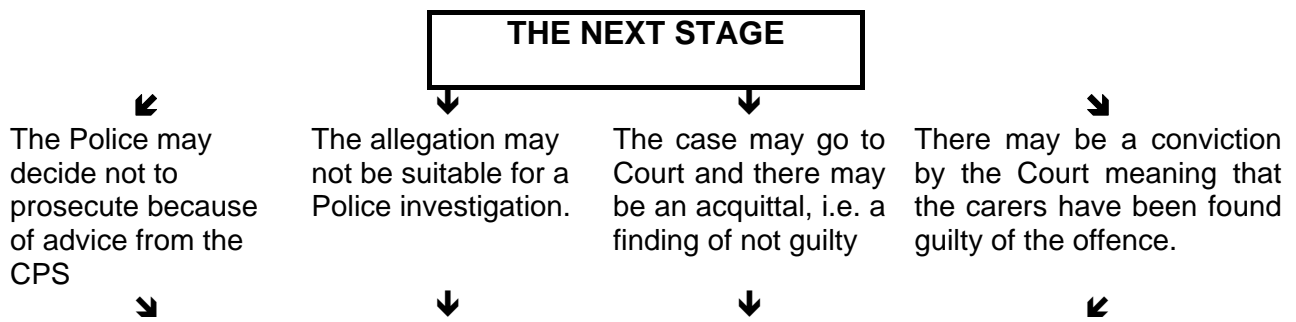 THE NEXT STAGE
The Police may
decide not to
prosecute because
of advice from the
CPS
The allegation may
not be suitable for a
Police investigation.
The case may go to
Court and there may
be an acquittal, i.e. a
finding of not guilty
There may be a conviction
by the Court meaning that
the carers have been found
guilty of the offence.